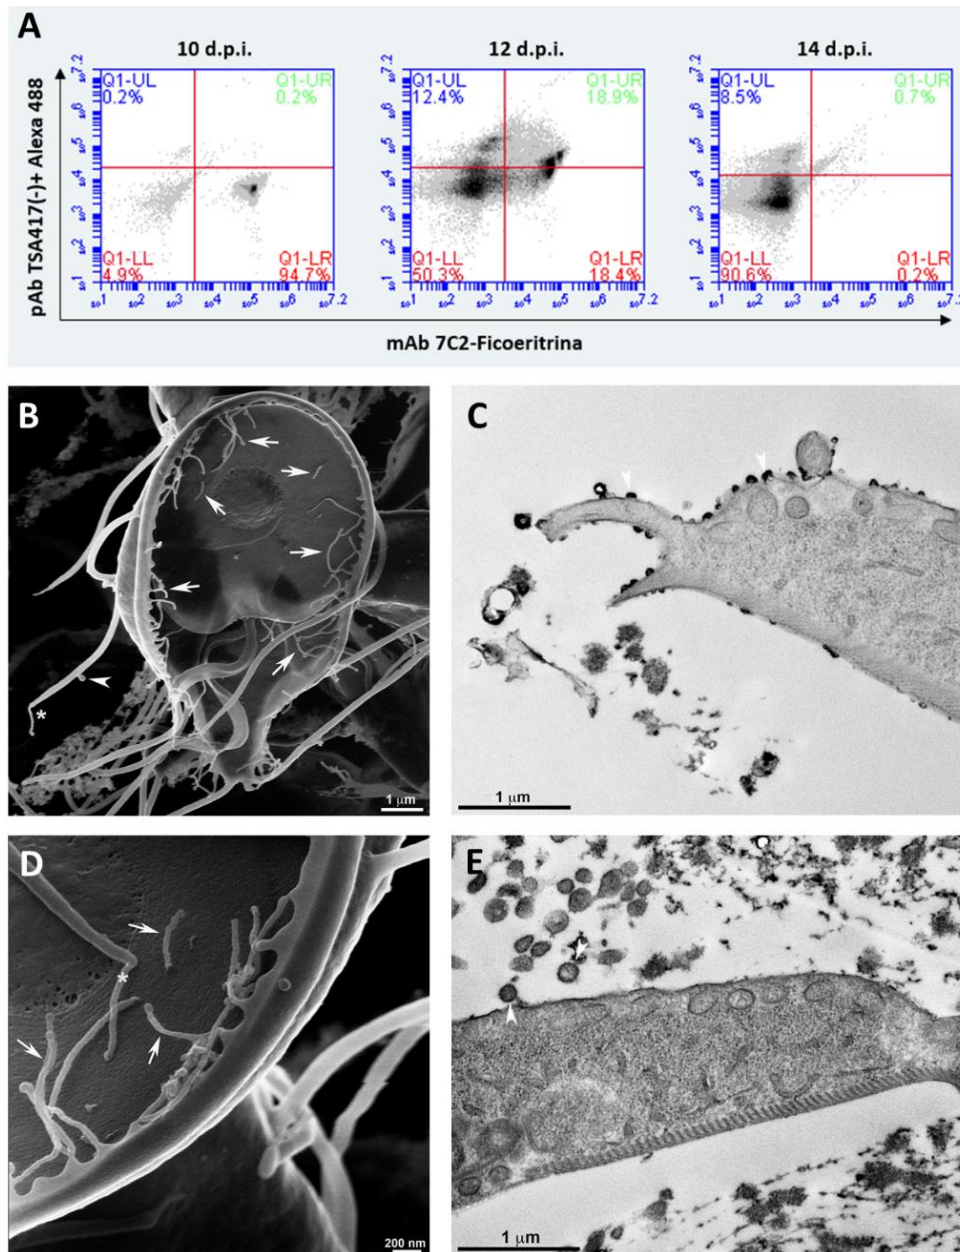 A
10 d.p.i.
12 d.p.i.
14 d.p.i.
pAb TSA417(-)+ Alexa 488
Q1-UL
0.2%
Q1-UR
0.2%
Q1-LL
4.9%
Q1-LR
94.7%
Q1-UL
12.4%
Q1-UR
18.9%
Q1-LL
50.3%
Q1-LR
18.4%
Q1-UL
8.5%
Q1-UR
0.7%
Q1-LL
90.6%
Q1-LR
0.2%
mAb 7C2-Ficoeritrina
B
*
1 µm
C
1 µm
D
*
200 nm
E
1 µm